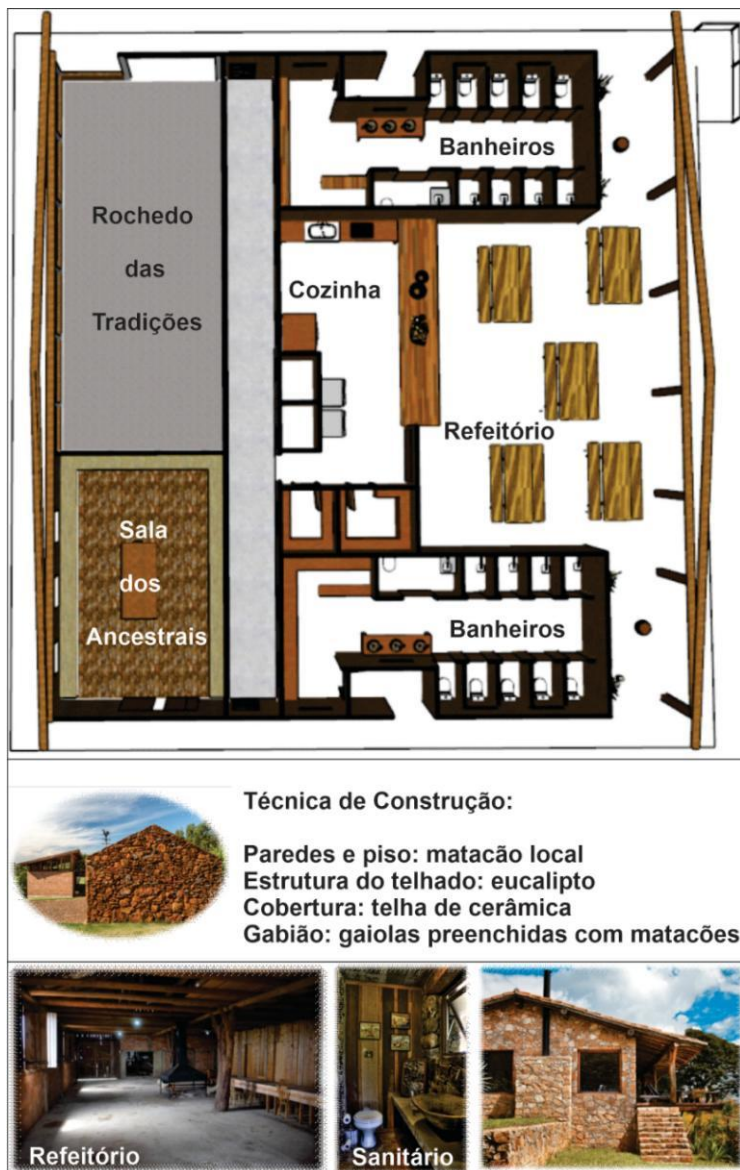 Banheiros
Rochedo
das
Tradições
Cozinha
Refeitório
Sala
dos
Ancestrais
Banheiros
Técnica de Construção:
Paredes e piso: matacão local
Estrutura do telhado: eucalipto
Cobertura: telha de cerâmica
Gabião: gaiolas preenchidas com matacões
Refeitório
Sanitário